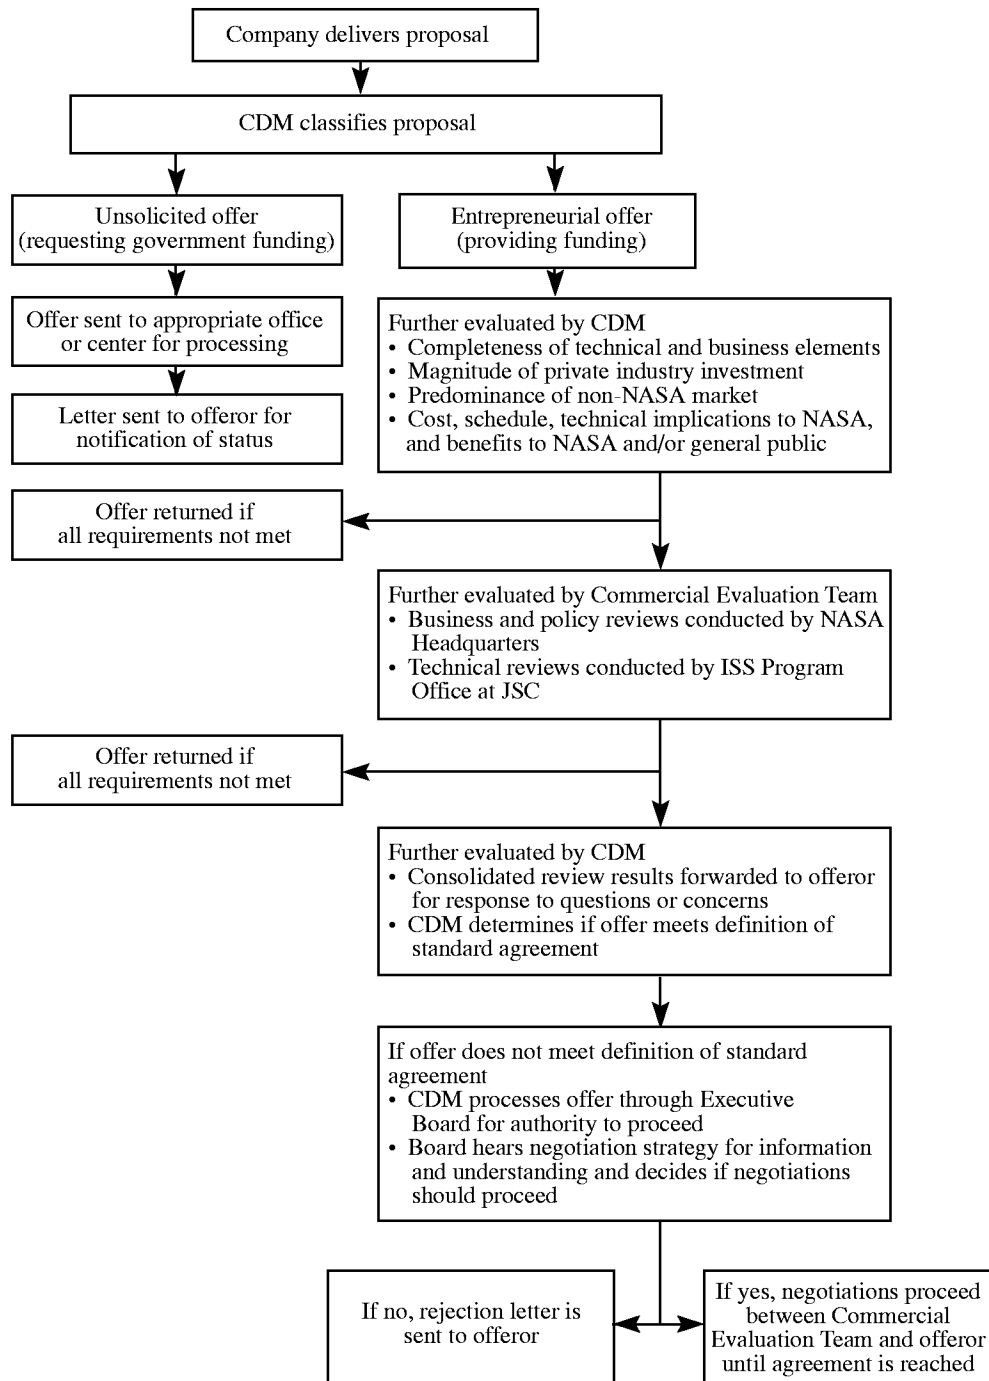 Company delivers proposal
CDM classifies proposal
Unsolicited offer
(requesting government funding)
Entrepreneurial offer
(providing funding)
Offer sent to appropriate office
or center for processing
Letter sent to offeror for
notification of status
Further evaluated by CDM
• Completeness of technical and business elements
• Magnitude of private industry investment
• Predominance of non-NASA market
• Cost, schedule, technical implications to NASA,
and benefits to NASA and/or general public
Offer returned if
all requirements not met
Further evaluated by Commercial Evaluation Team
• Business and policy reviews conducted by NASA
Headquarters
• Technical reviews conducted by ISS Program
Office at JSC
Offer returned if
all requirements not met
Further evaluated by CDM
• Consolidated review results forwarded to offeror
for response to questions or concerns
• CDM determines if offer meets definition of
standard agreement
If offer does not meet definition of standard
agreement
• CDM processes offer through Executive
Board for authority to proceed
• Board hears negotiation strategy for information
and understanding and decides if negotiations
should proceed
If no, rejection letter is
sent to offeror
If yes, negotiations proceed
between Commercial
Evaluation Team and offeror
until agreement is reached